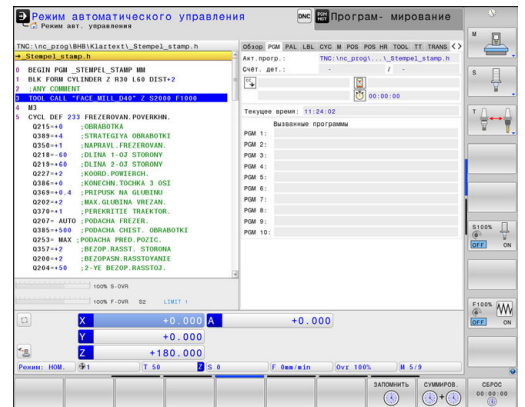 Режим автоматического управления
Режим авт. управления
DNC
Програм- мирование
TNC:\nc_prog\BHB\Klartext\_Stempel_stamp.h
→_Stempel_stamp.h
0 BEGIN PGM _STEMPEL_STAMP MM
1 BLK FORM CYLINDER Z R30 L60 DIST+2
2 ;ANY COMMENT
3 TOOL CALL "FACE_MILL_D40" Z S2000 F1000
4 M3
5 CYCL DEF 233 FREZEROVAN.POVERKHN.
Q215=+0 ;OBRABOTKA
Q389=+4 ;STRATEGIYA OBRABOTKI
Q350=+1 ;NAPRAVL.FREZEROVAN.
Q218=-60 ;DLINA 1-OJ STORONY
Q219=+60 ;DLINA 2-OJ STORONY
Q227=+2 ;KOORD.POWIERCH.
Q386=+0 ;KONECHN.TOCHKA 3 OSI
Q369=+0.4 ;PRIPUSK NA GLUBINU
Q202=+2 ;MAX.GLUBINA VREZAN.
Q370=+1 ;PEREKRITIE TRAEKTOR.
Q207= AUTO ;PODACHA FREZER.
Q385=+500 ;PODACHA CHIST. OBRABOTKI
Q253= MAX ;PODACHA PRED.POZIC.
Q357=+2 ;BEZOP.RASST. STORONA
Q200=+2 ;BEZOPASN.RASSTOYANIE
Q204=+50 ;2-YE BEZOP.RASSTOJ.
Обзор PGM PAL LBL CYC M POS POS HR TOOL TT TRANS
Акт.прогр.: TNC:\nc_prog\...\_Stempel_stamp.h
Счёт. дет.: - / -
00:00:00
Текущее время: 11:24:02
Вызванные программы
PGM 1:
PGM 2:
PGM 3:
PGM 4:
PGM 5:
PGM 6:
PGM 7:
PGM 8:
PGM 9:
PGM 10:
100% S-OVR
100% F-OVR S2 LIMIT 1
X +0.000 A +0.000
Y +0.000
Z +180.000
Режим: НОМ. 1 T 50 Z S 0 F 0mm/min Ovr 100% M 5/9
M
S
T
S100%
OFF ON
F100%
OFF ON
ЗАПОМНИТЬ
СУММИРОВ.
СБРОС
00:00:00